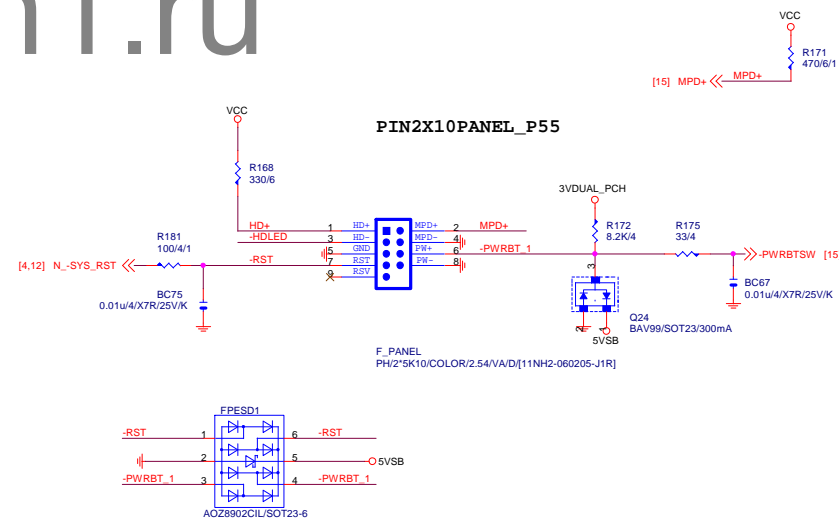 n1.ru
VCC
R171
470/6/1
[15] MPD+ MPD+
VCC
PIN2X10PANEL_P55
R168
330/6
3VDUAL_PCH
R172
8.2K/4
R175
33/4
HD+ 1 HD+ MPD+ 2 MPD+
-HDLED 3 HD- MPD- 4
5 GND PW+ 6 -PWRBT_1
-RST 7 RST PW- 8
9 RSV
R181
100/4/1
[4,12] N_-SYS_RST
-PWRBTSW [15
BC75
0.01u/4/X7R/25V/K
3
BC67
0.01u/4/X7R/25V/K
Q24
BAV99/SOT23/300mA
2 1
5VSB
F_PANEL
PH/2*5K10/COLOR/2.54/VA/D/[11NH2-060205-J1R]
FPESD1
-RST 1 6 -RST
2 5 5VSB
-PWRBT_1 3 4 -PWRBT_1
AOZ8902CIL/SOT23-6